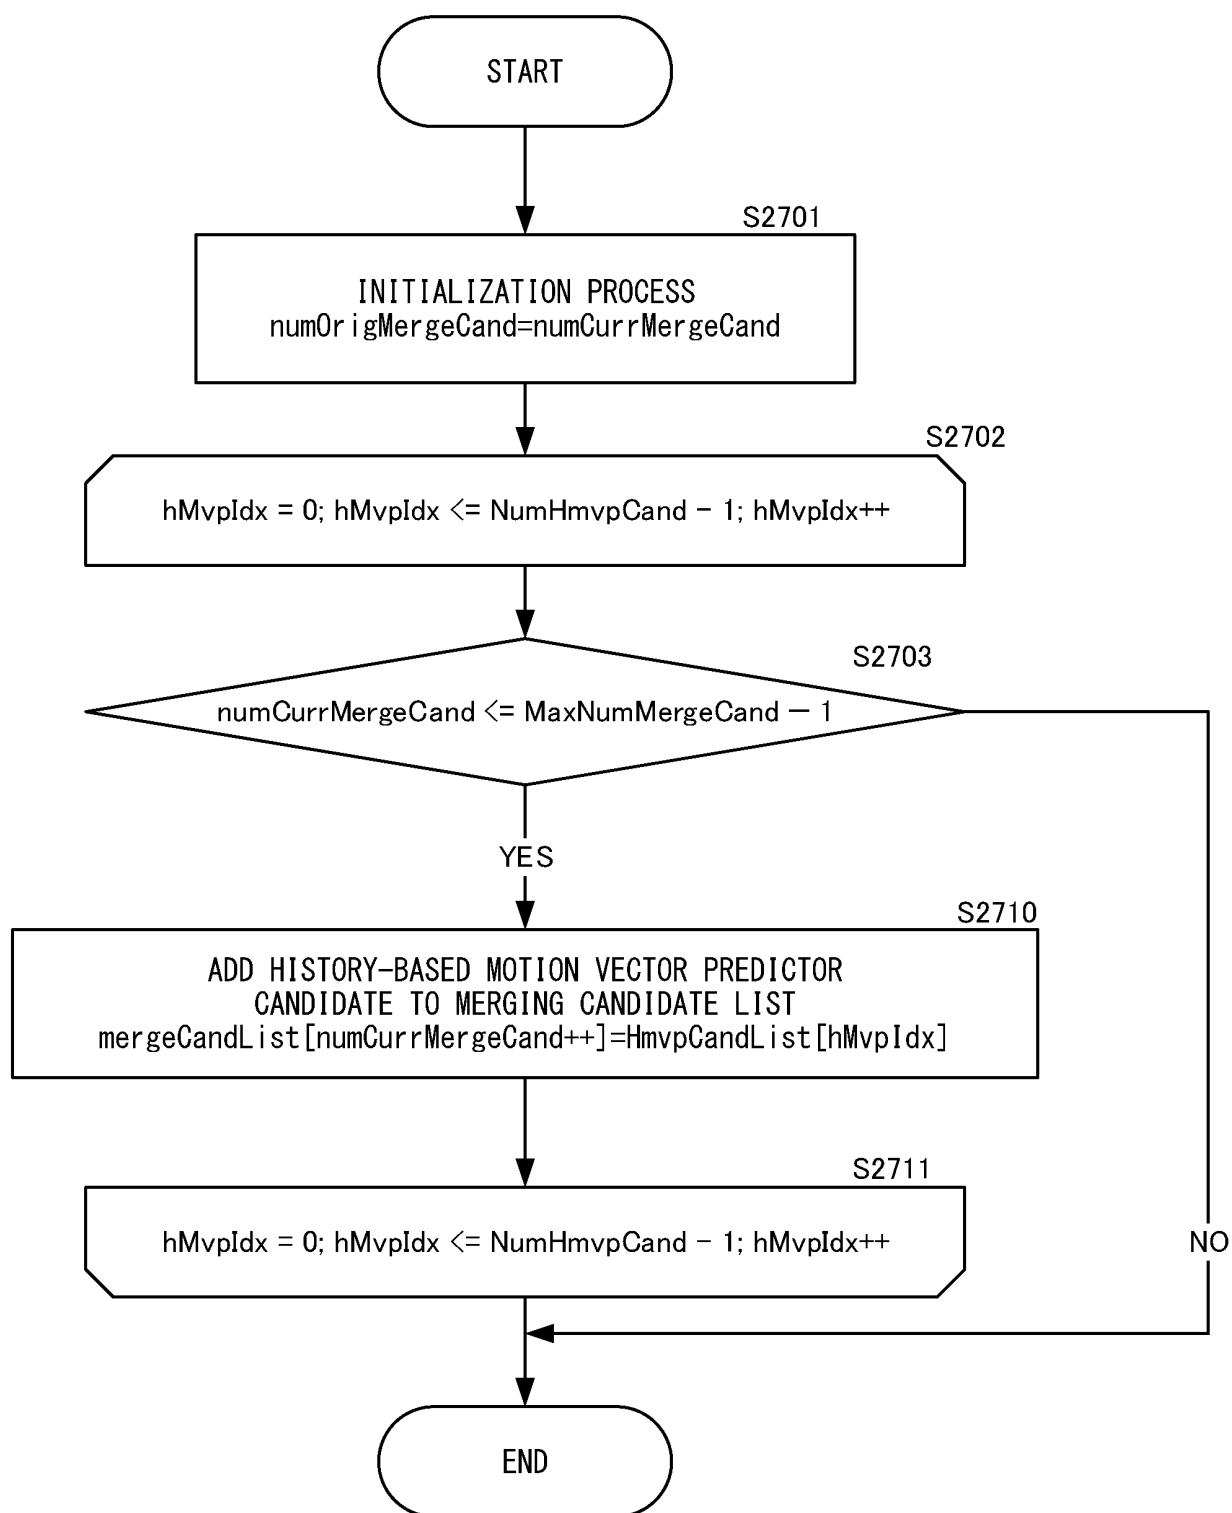 START
S2701
INITIALIZATION PROCESS
numOrigMergeCand=numCurrMergeCand
S2702
hMvpIdx = 0; hMvpIdx <= NumHmvpCand - 1; hMvpIdx++
S2703
numCurrMergeCand <= MaxNumMergeCand — 1
YES
S2710
ADD HISTORY-BASED MOTION VECTOR PREDICTOR
CANDIDATE TO MERGING CANDIDATE LIST
mergeCandList[numCurrMergeCand++]=HmvpCandList[hMvpIdx]
S2711
hMvpIdx = 0; hMvpIdx <= NumHmvpCand - 1; hMvpIdx++
NO
END